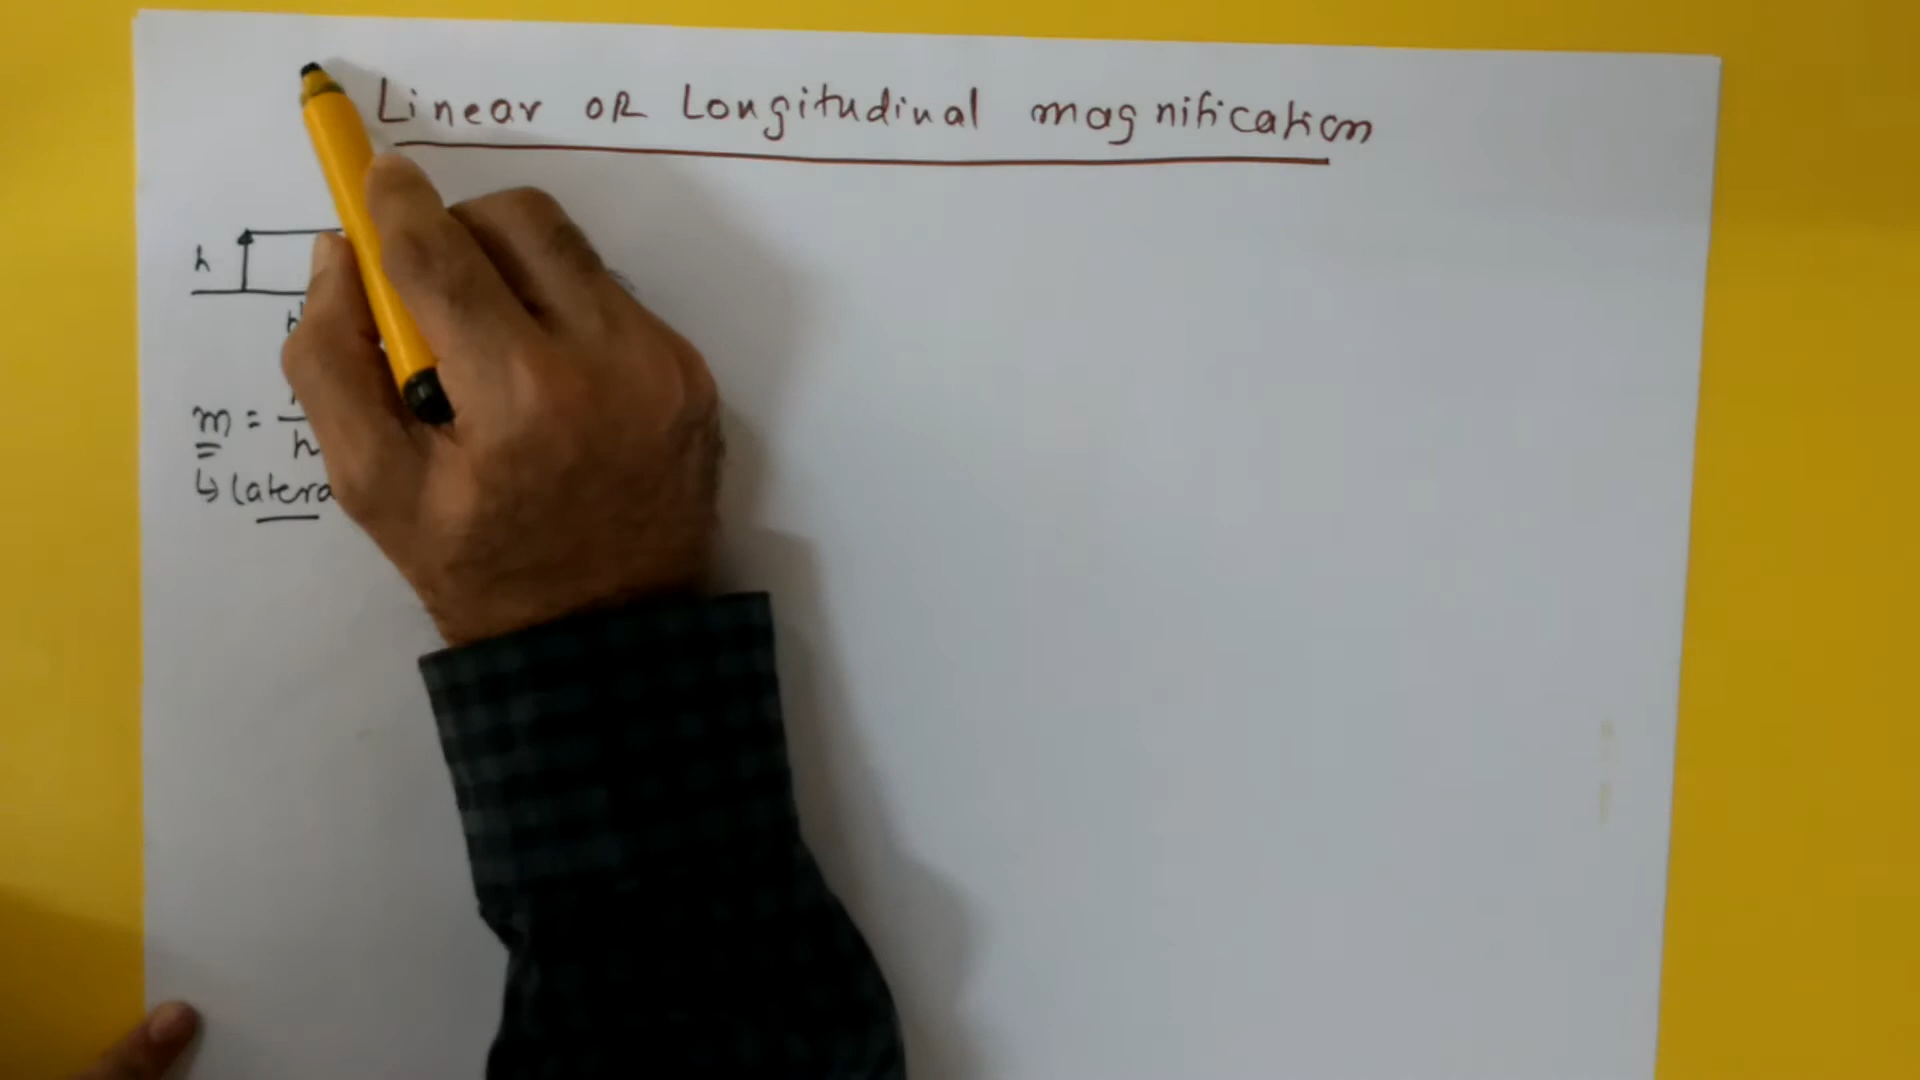 Linear OR Longitudinal magnification
h
m =
h
↳ latera